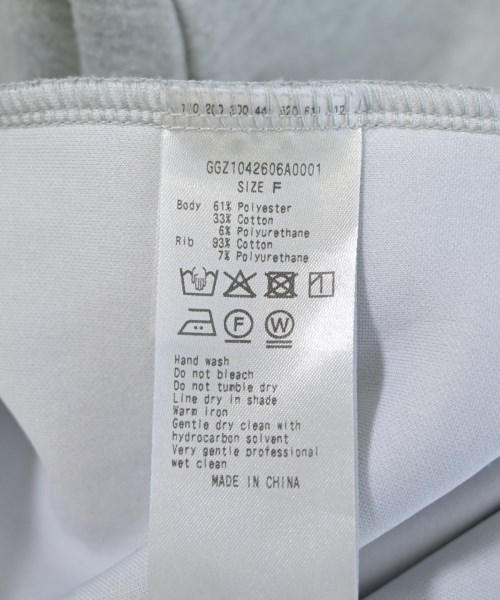 GGZ1042606A0001
SIZE F
Body 61% Polyester
33% Cotton
6% Polyurethane
Rib 93% Cotton
7% Polyurethane
F W
Hand wash
Do not bleach
Do not tumble dry
Line dry in shade
Warm iron
Gentle dry clean with
hydrocarbon solvent
Very gentle professional
wet clean
MADE IN CHINA